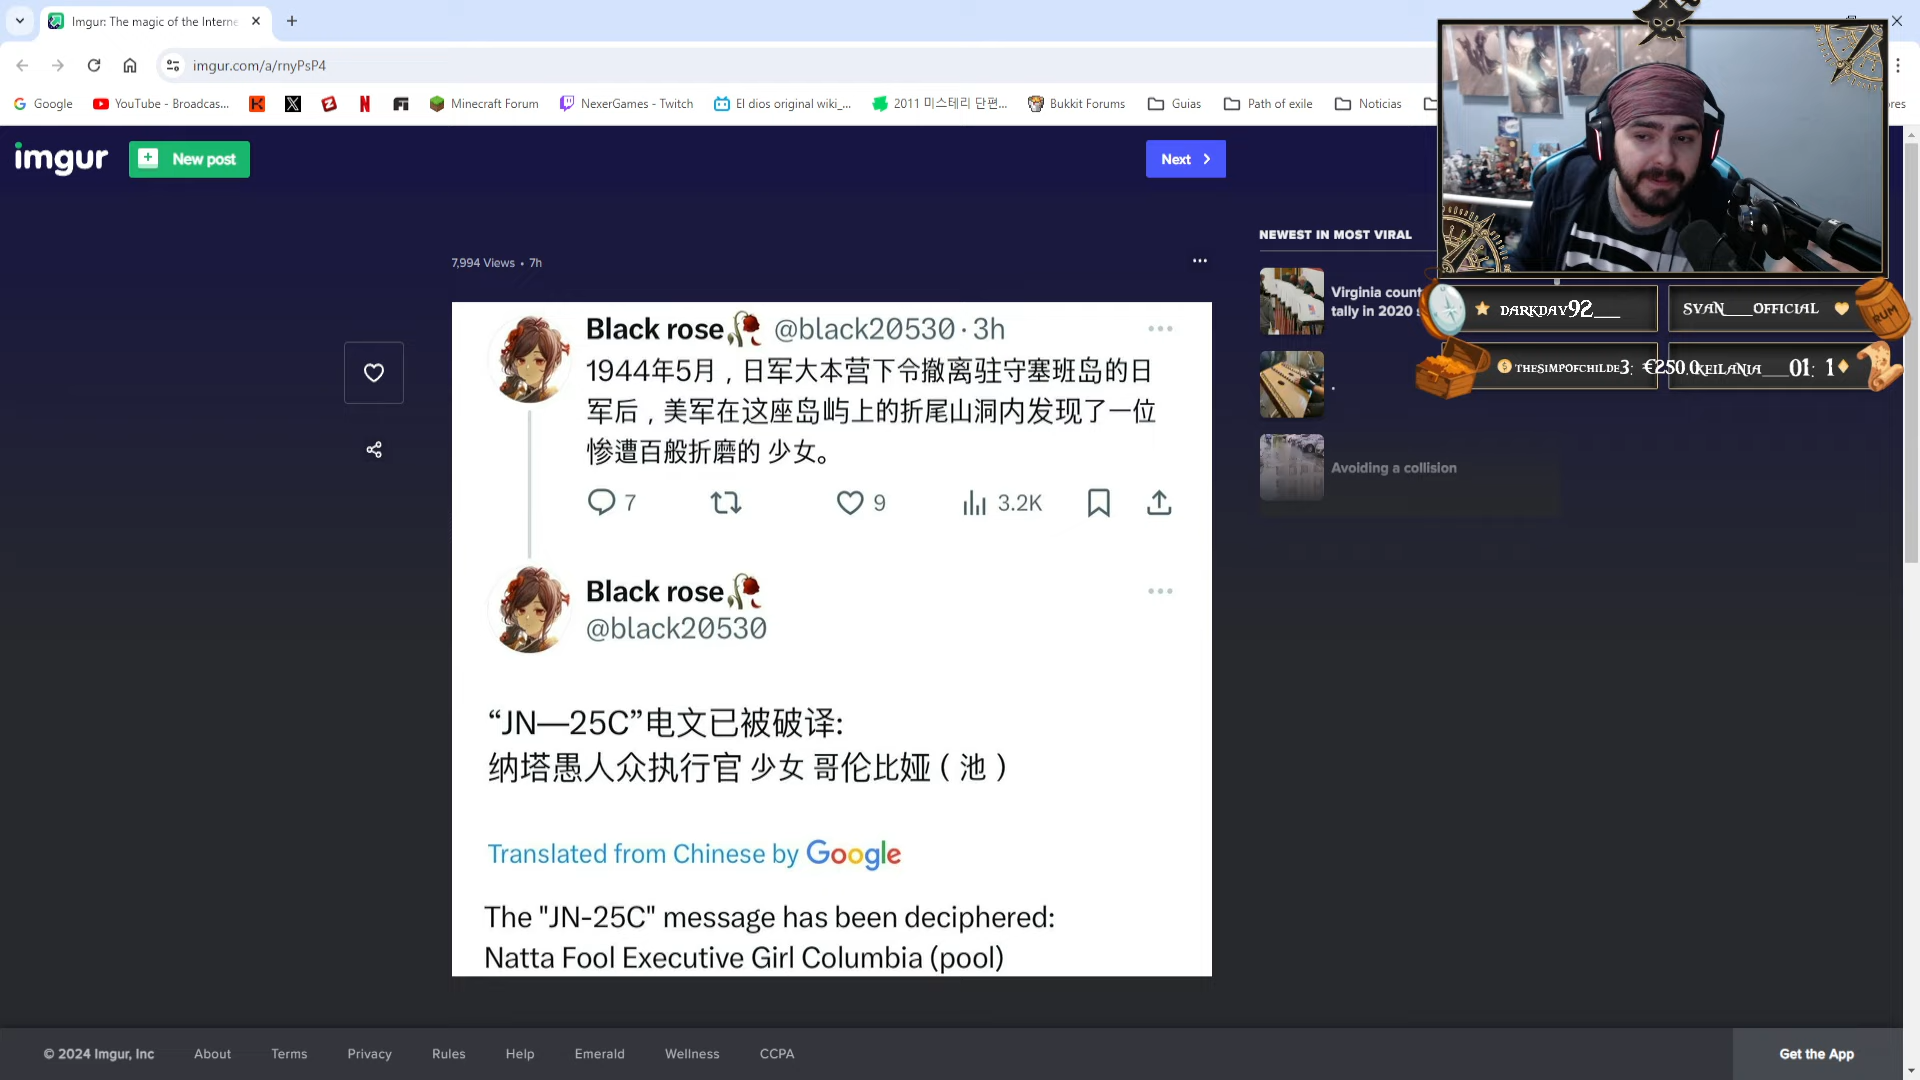 Imgur: The magic of the Interne
imgur.com/a/rnyPsP4
Google
YouTube - Broadcas...
Minecraft Forum
NexerGames - Twitch
El dios original wiki_...
2011 미스테리 단편...
Bukkit Forums
Guias
Path of exile
Noticias
res
imgur
New post
Next
7,994 Views • 7h
NEWEST IN MOST VIRAL
Virginia count
tally in 2020 s
.
Avoiding a collision
DARKDAV92__
SVAN___OFFICIAL
THESIMPOFCHILDE3: €250.0
KEILANIA___01: 1
RUM
Black rose🥀 @black20530 · 3h
1944年5月，日军大本营下令撤离驻守塞班岛的日
军后，美军在这座岛屿上的折尾山洞内发现了一位
惨遭百般折磨的 少女。
7
9
3.2K
Black rose🥀
@black20530
“JN—25C”电文已被破译:
纳塔愚人众执行官 少女 哥伦比娅 ( 池 )
Translated from Chinese by Google
The "JN-25C" message has been deciphered:
Natta Fool Executive Girl Columbia (pool)
© 2024 Imgur, Inc
About
Terms
Privacy
Rules
Help
Emerald
Wellness
CCPA
Get the App